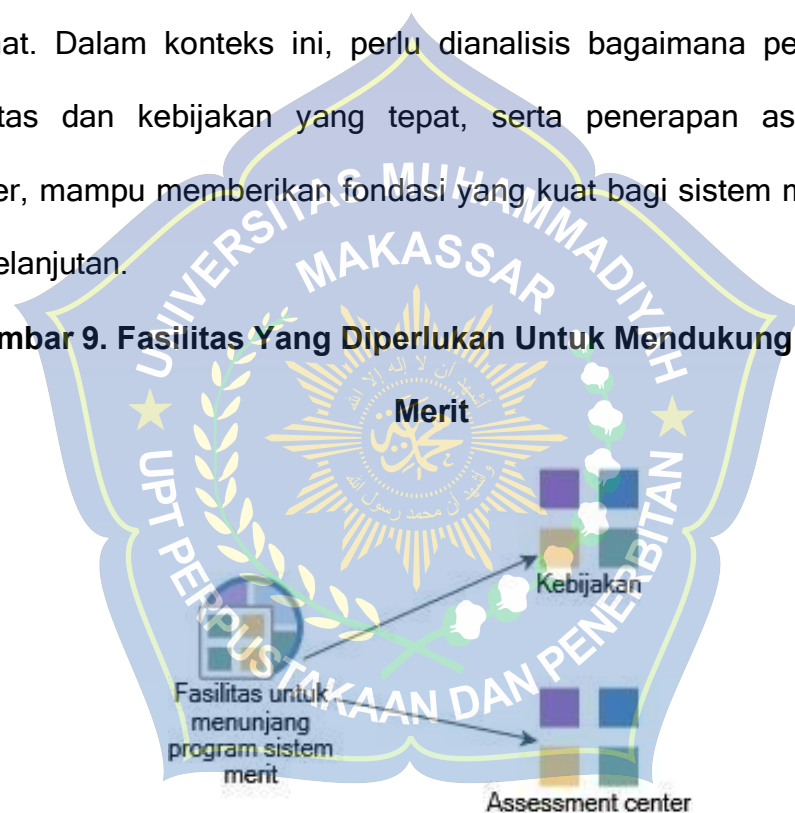 nat. Dalam konteks ini, perlu dianalisis bagaimana pe
tas dan kebijakan yang tepat, serta penerapan as
er, mampu memberikan fondasi yang kuat bagi sistem m
elanjutan.
mbar 9. Fasilitas Yang Diperlukan Untuk Mendukung
Merit
UNIVERSITAS MUHAMMADIYAH
MAKASSAR
UPT PERPUSTAKAAN DAN PENERBITAN
Kebijakan
Fasilitas untuk
menunjang
program sistem
merit
Assessment center